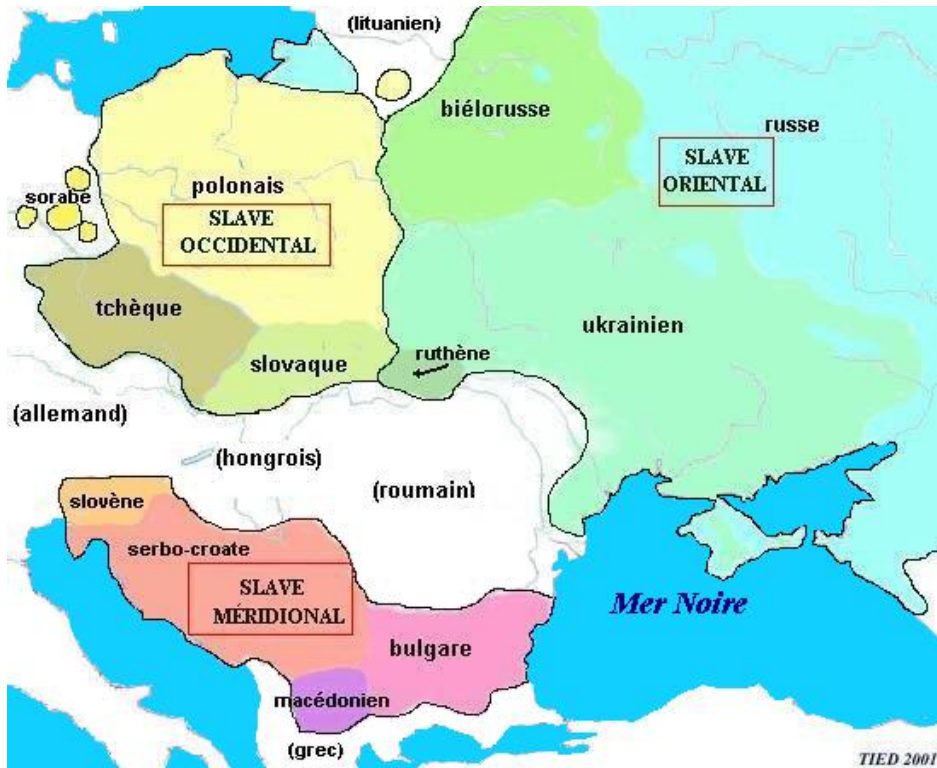 (lituanien)
biélorusse
russe
SLAVE
ORIENTAL
sorabe
polonais
SLAVE
OCCIDENTAL
tchèque
slovaque
ruthène
ukrainien
(allemand)
(hongrois)
(roumain)
slovène
serbo-croate
SLAVE
MÉRIDIONAL
Mer Noire
bulgare
macédonien
(grec)
TIED 2001